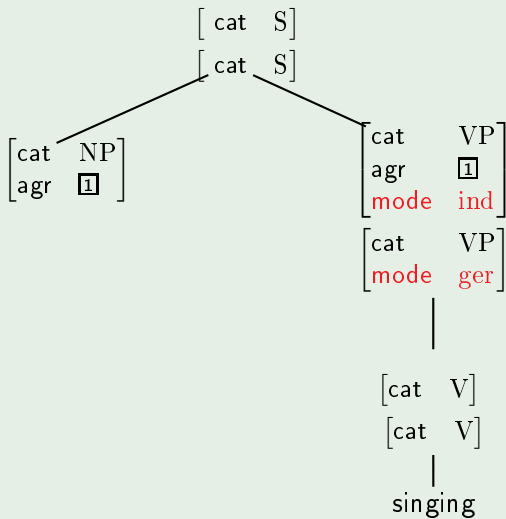 [ cat S]
[ cat S]
[cat NP
agr 1]
[cat VP
agr 1
mode ind]
[cat VP
mode ger]
[cat V]
[cat V]
singing